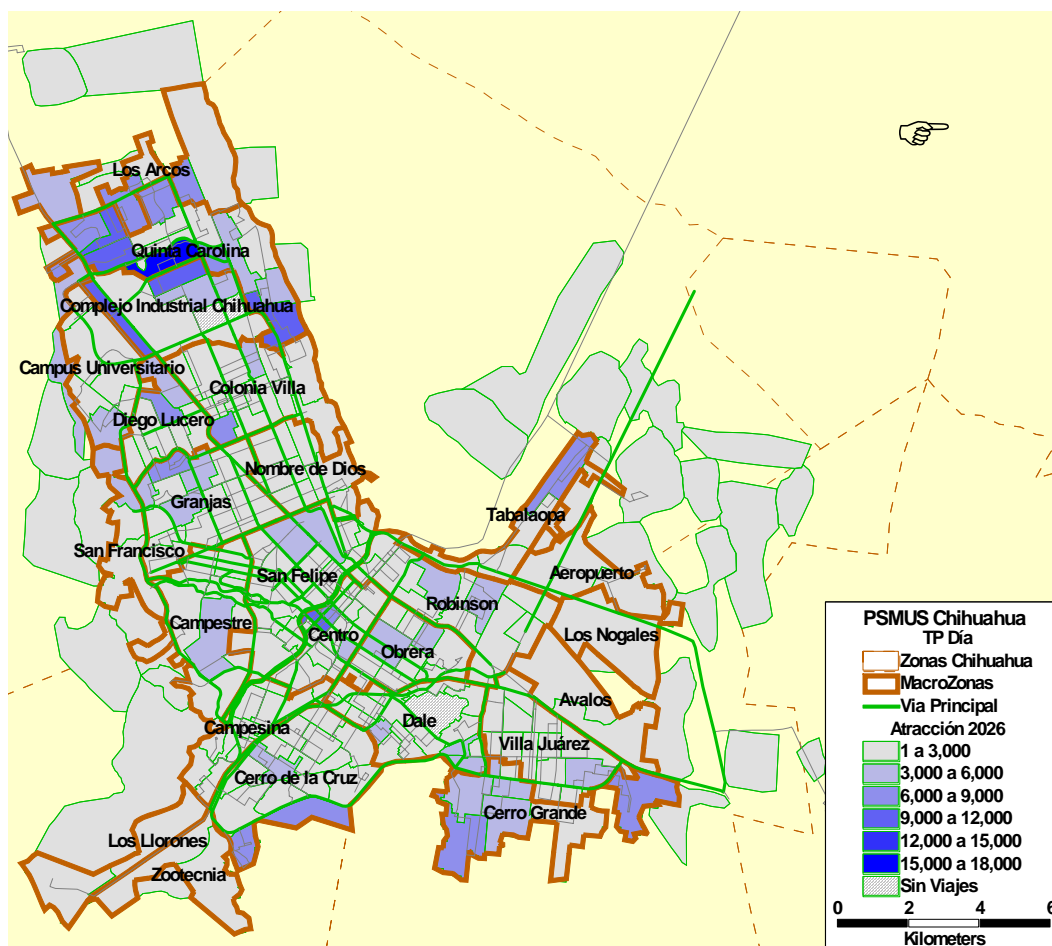 Los Arcos
Quinta Carolina
Complejo Industrial Chihuahua
Campus Universitario
Colonia Villa
Diego Lucero
Nombre de Dios
Granjas
Tabalaopa
San Francisco
San Felipe
Aeropuerto
Robinson
Campestre
Centro
Los Nogales
Obrera
Avalos
Campesina
Dale
Villa Juárez
Cerro de la Cruz
Cerro Grande
Los Llorones
Zootecnia
PSMUS Chihuahua
TP Día
Zonas Chihuahua
MacroZonas
Via Principal
Atracción 2026
1 a 3,000
3,000 a 6,000
6,000 a 9,000
9,000 a 12,000
12,000 a 15,000
15,000 a 18,000
Sin Viajes
0 2 4 6
Kilometers